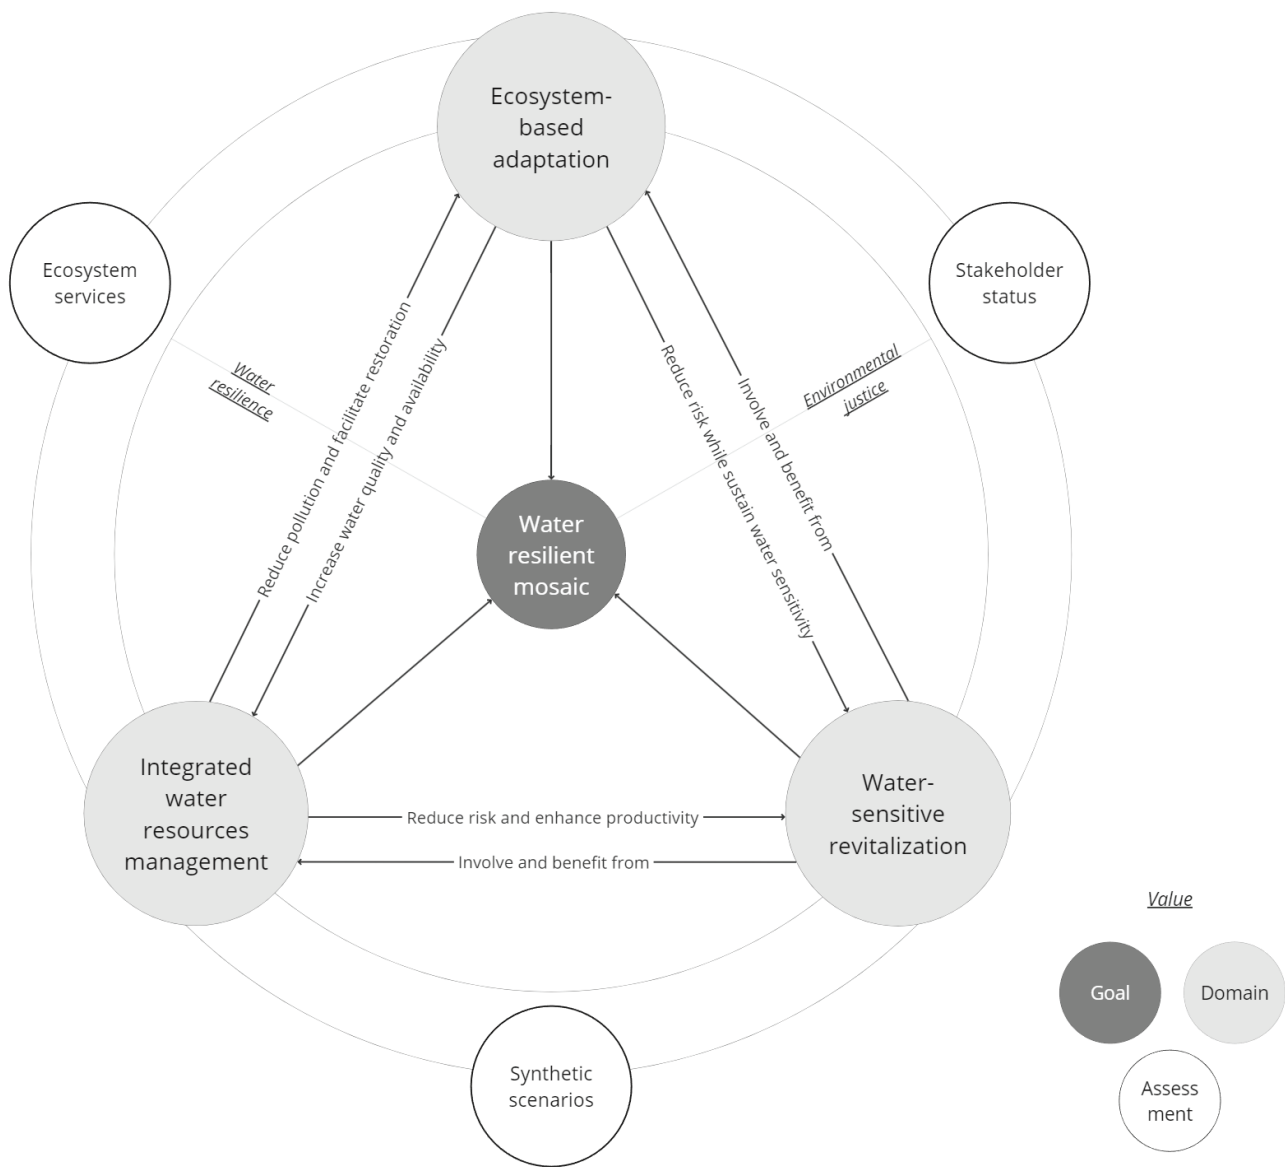 Ecosystem-
based
adaptation
Ecosystem
services
Stakeholder
status
Water
resilience
Environmental
justice
Reduce pollution and facilitate restoration
Increase water quality and availability
Reduce risk while sustain water sensitivity
Involve and benefit from
Water
resilient
mosaic
Integrated
water
resources
management
Water-
sensitive
revitalization
Reduce risk and enhance productivity
Involve and benefit from
Value
Goal
Domain
Synthetic
scenarios
Assess
ment